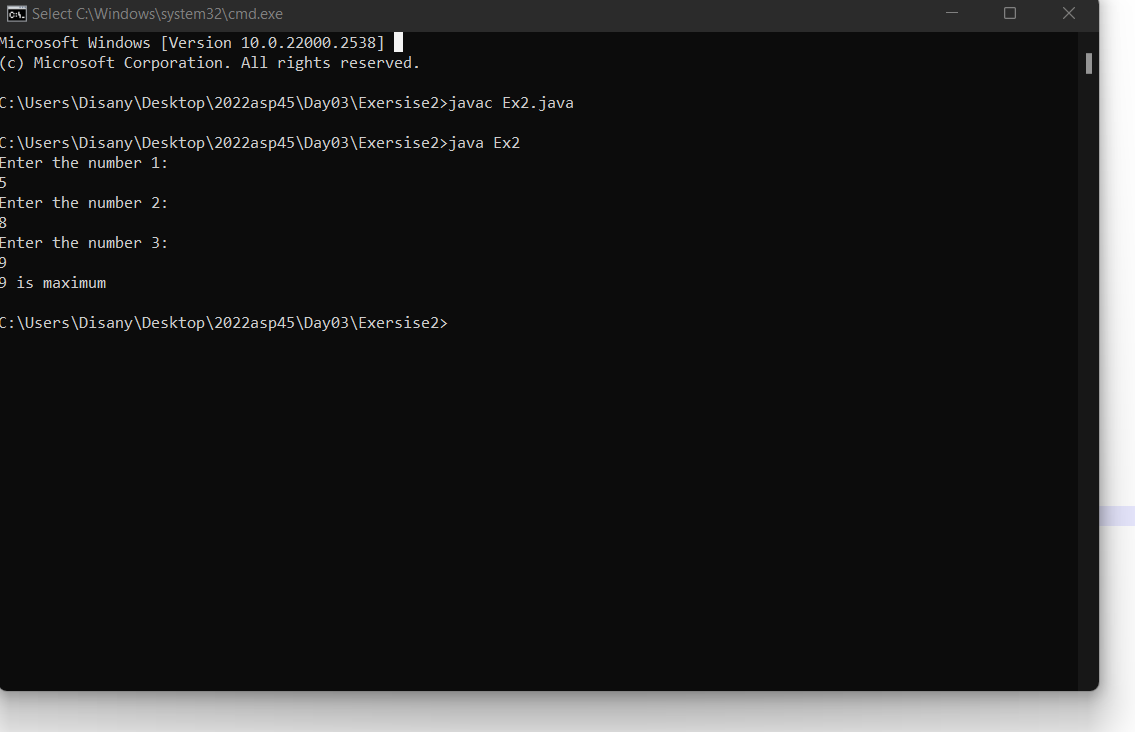 Select C:\Windows\system32\cmd.exe
Microsoft Windows [Version 10.0.22000.2538]
(c) Microsoft Corporation. All rights reserved.
C:\Users\Disany\Desktop\2022asp45\Day03\Exersise2>javac Ex2.java
C:\Users\Disany\Desktop\2022asp45\Day03\Exersise2>java Ex2
Enter the number 1:
5
Enter the number 2:
8
Enter the number 3:
9
9 is maximum
C:\Users\Disany\Desktop\2022asp45\Day03\Exersise2>